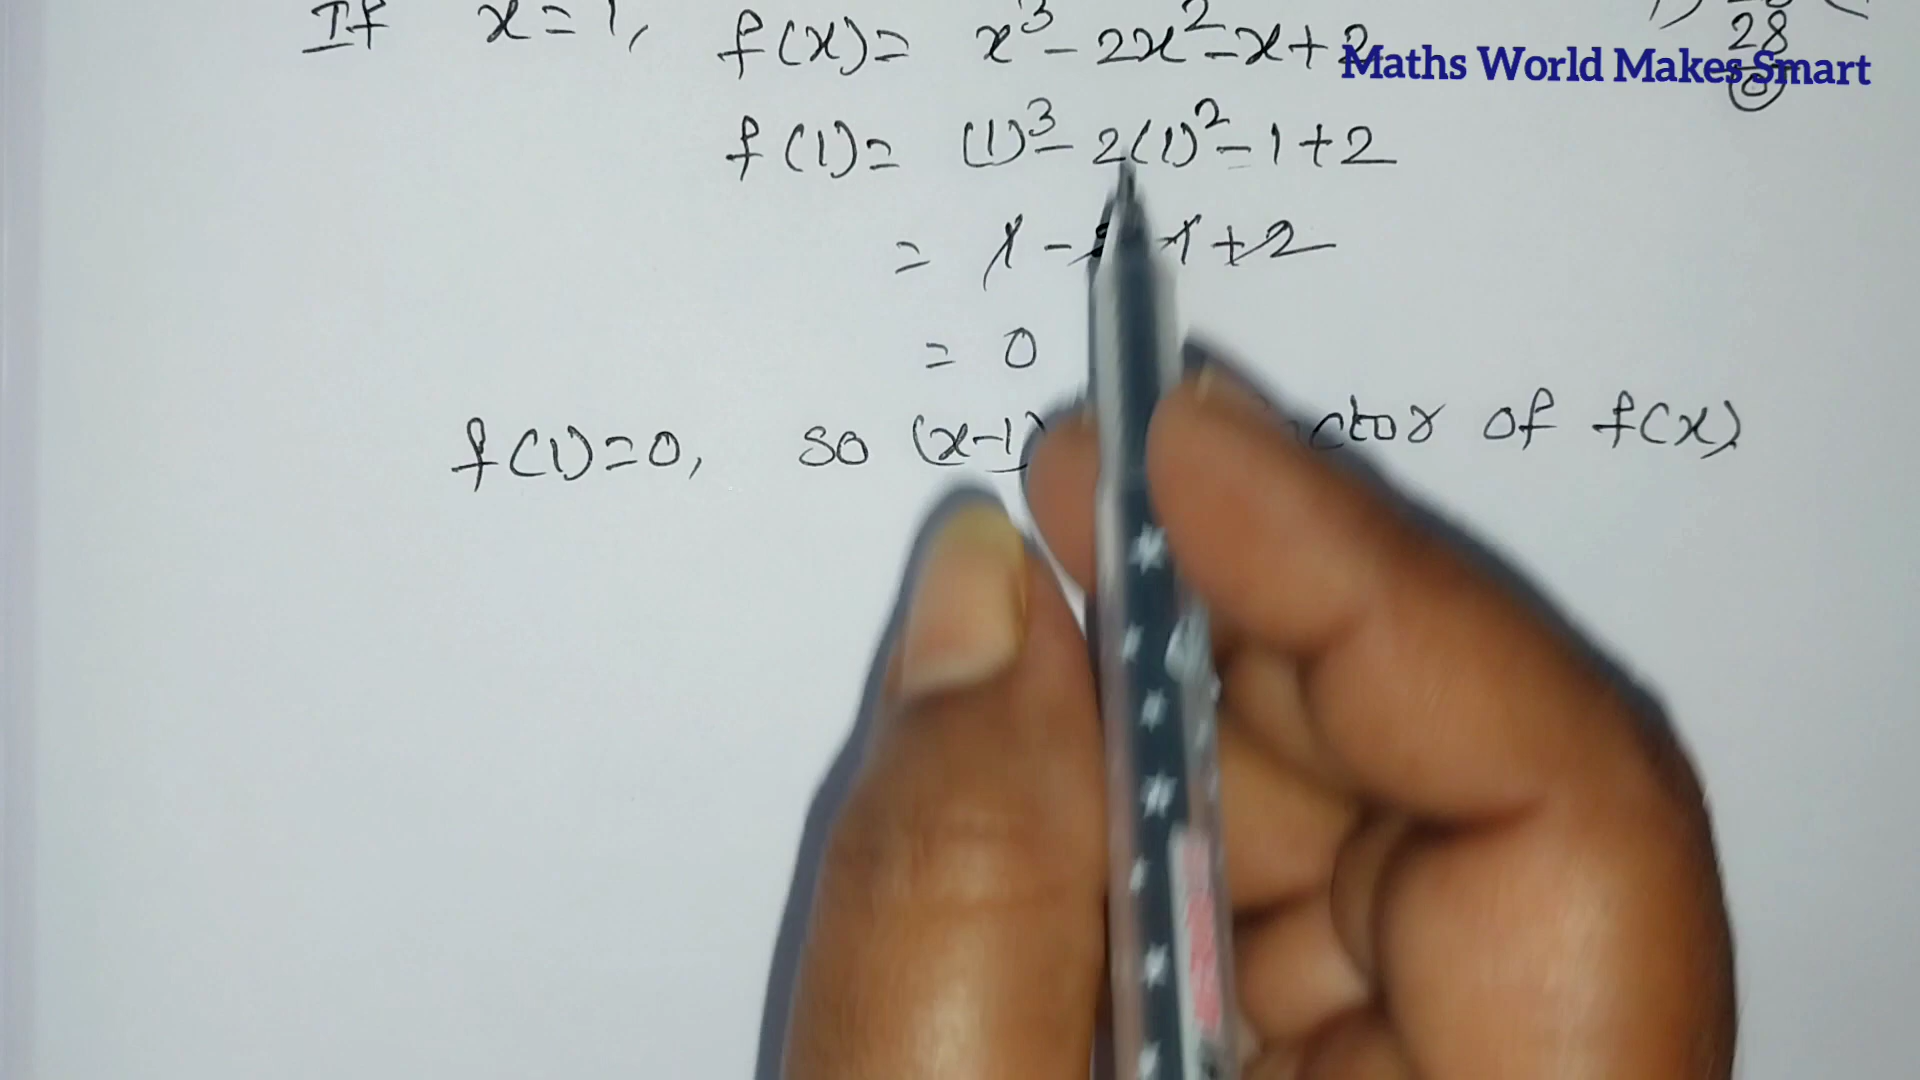 If x=1, f(x)= x³-2x²-x+2
28
Maths World Makes Smart
0
f(1)= (1)³-2(1)²-1+2
= 1 - 1+2
= 0
f(1)=0, so (x-1) of f(x)